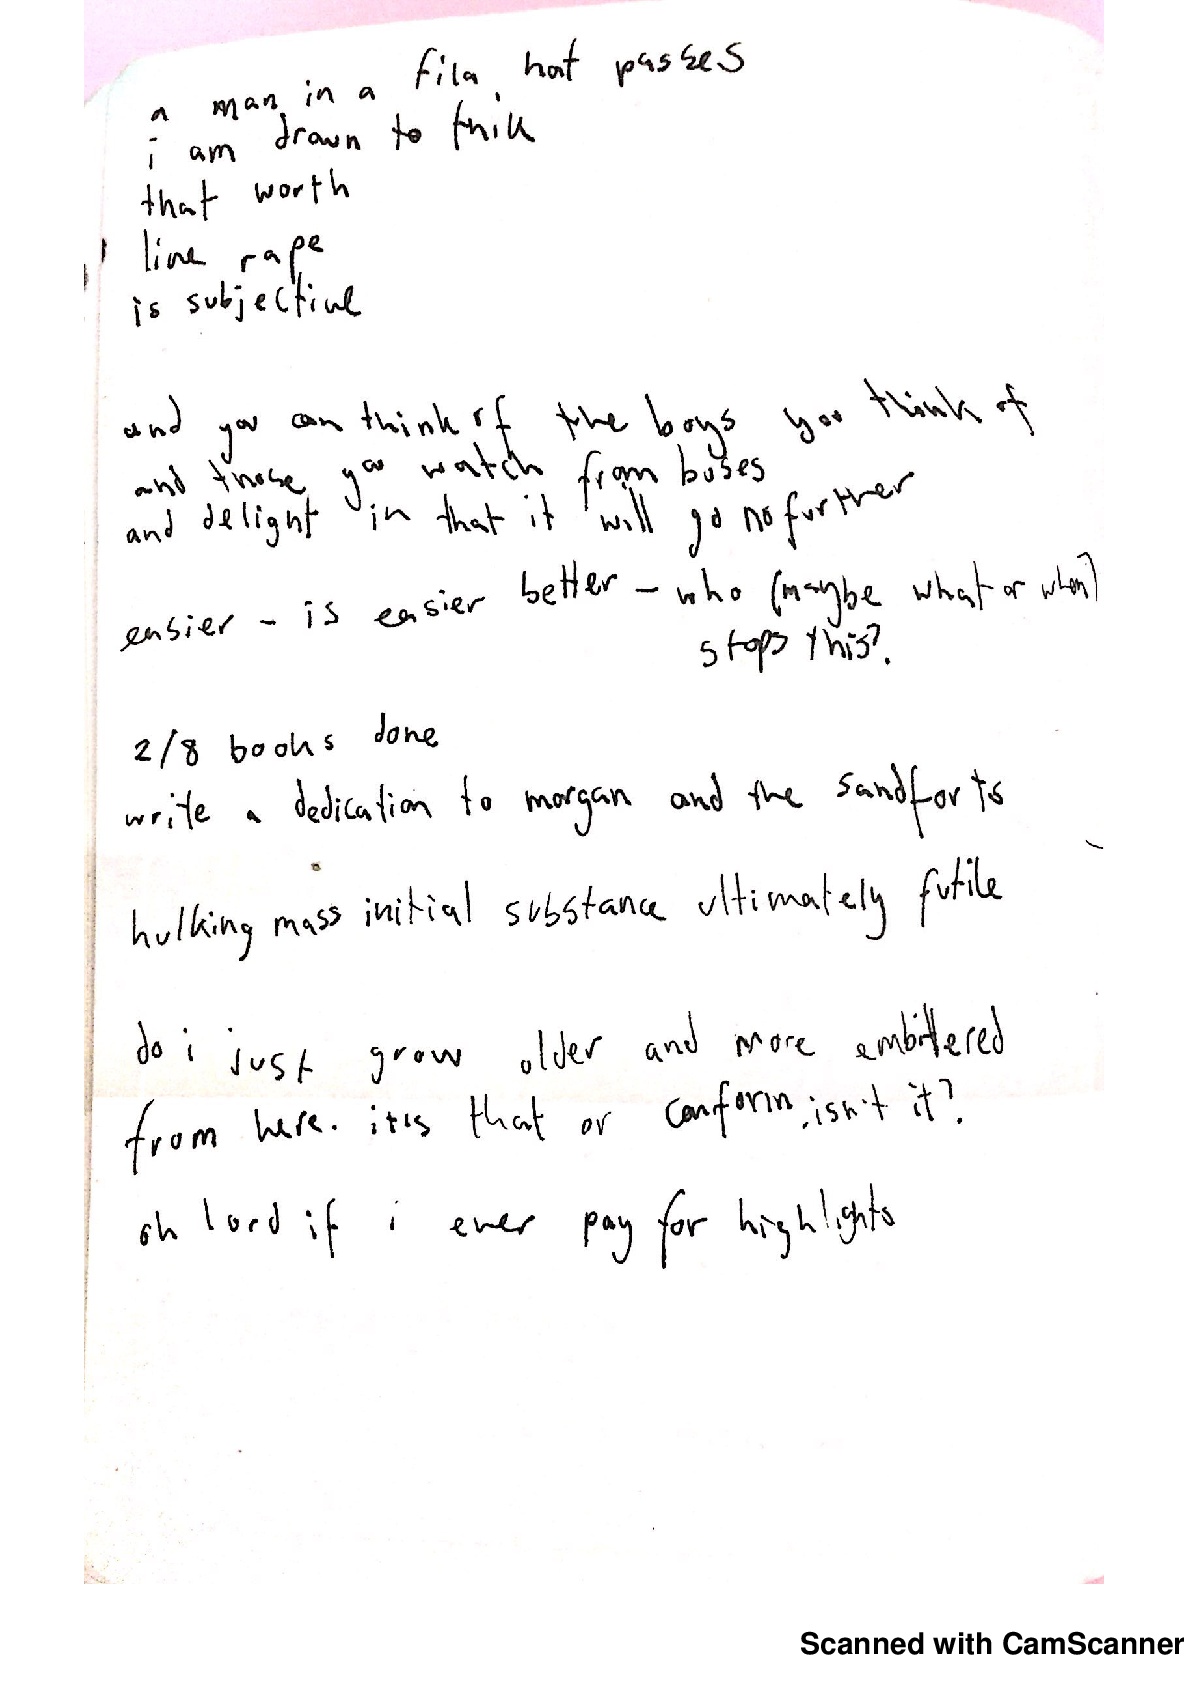 a man in a fila hat passes
i am drawn to thik
that worth
like rape
is subjective
and you can think of the boys you think of
and those you watch from buses
and delight in that it will go no further
easier - is easier better - who (maybe what or when)
stops this?
2/8 books done
write a dedication to morgan and the sandforts
hulking mass initial substance ultimately futile
do i just grow older and more embittered
from here. it is that or conform, isn't it?
oh lord if i ever pay for highlights
Scanned with CamScanner